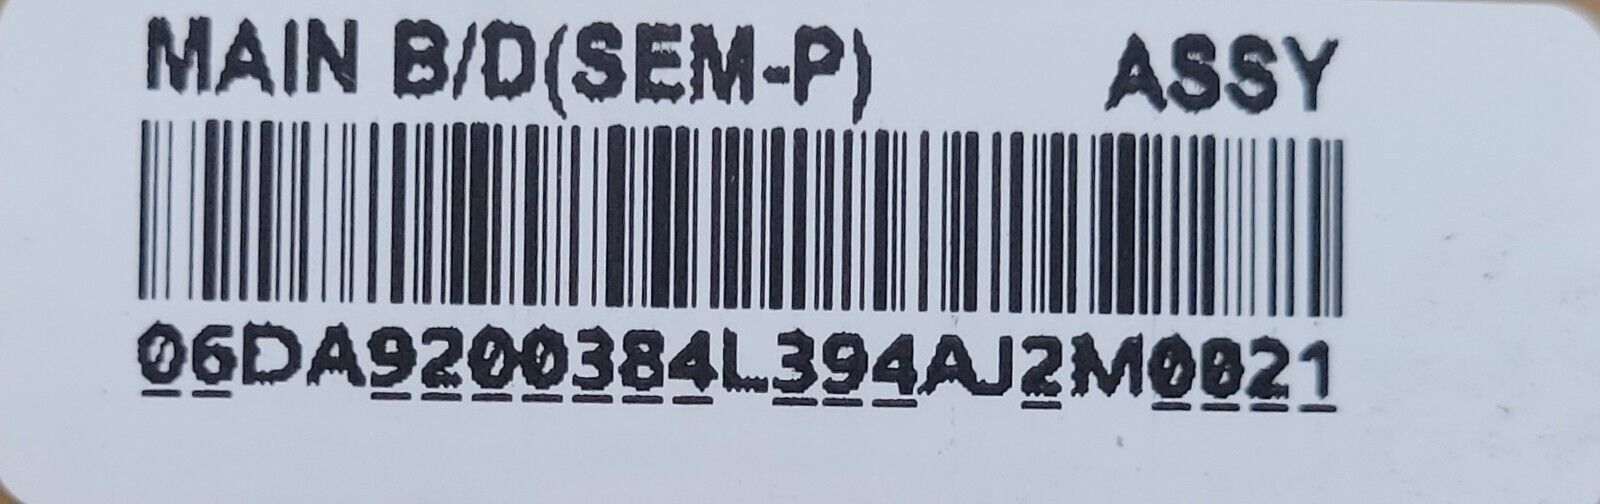 MAIN B/D(SEM-P) ASSY
06DA9200384L394AJ2M0021